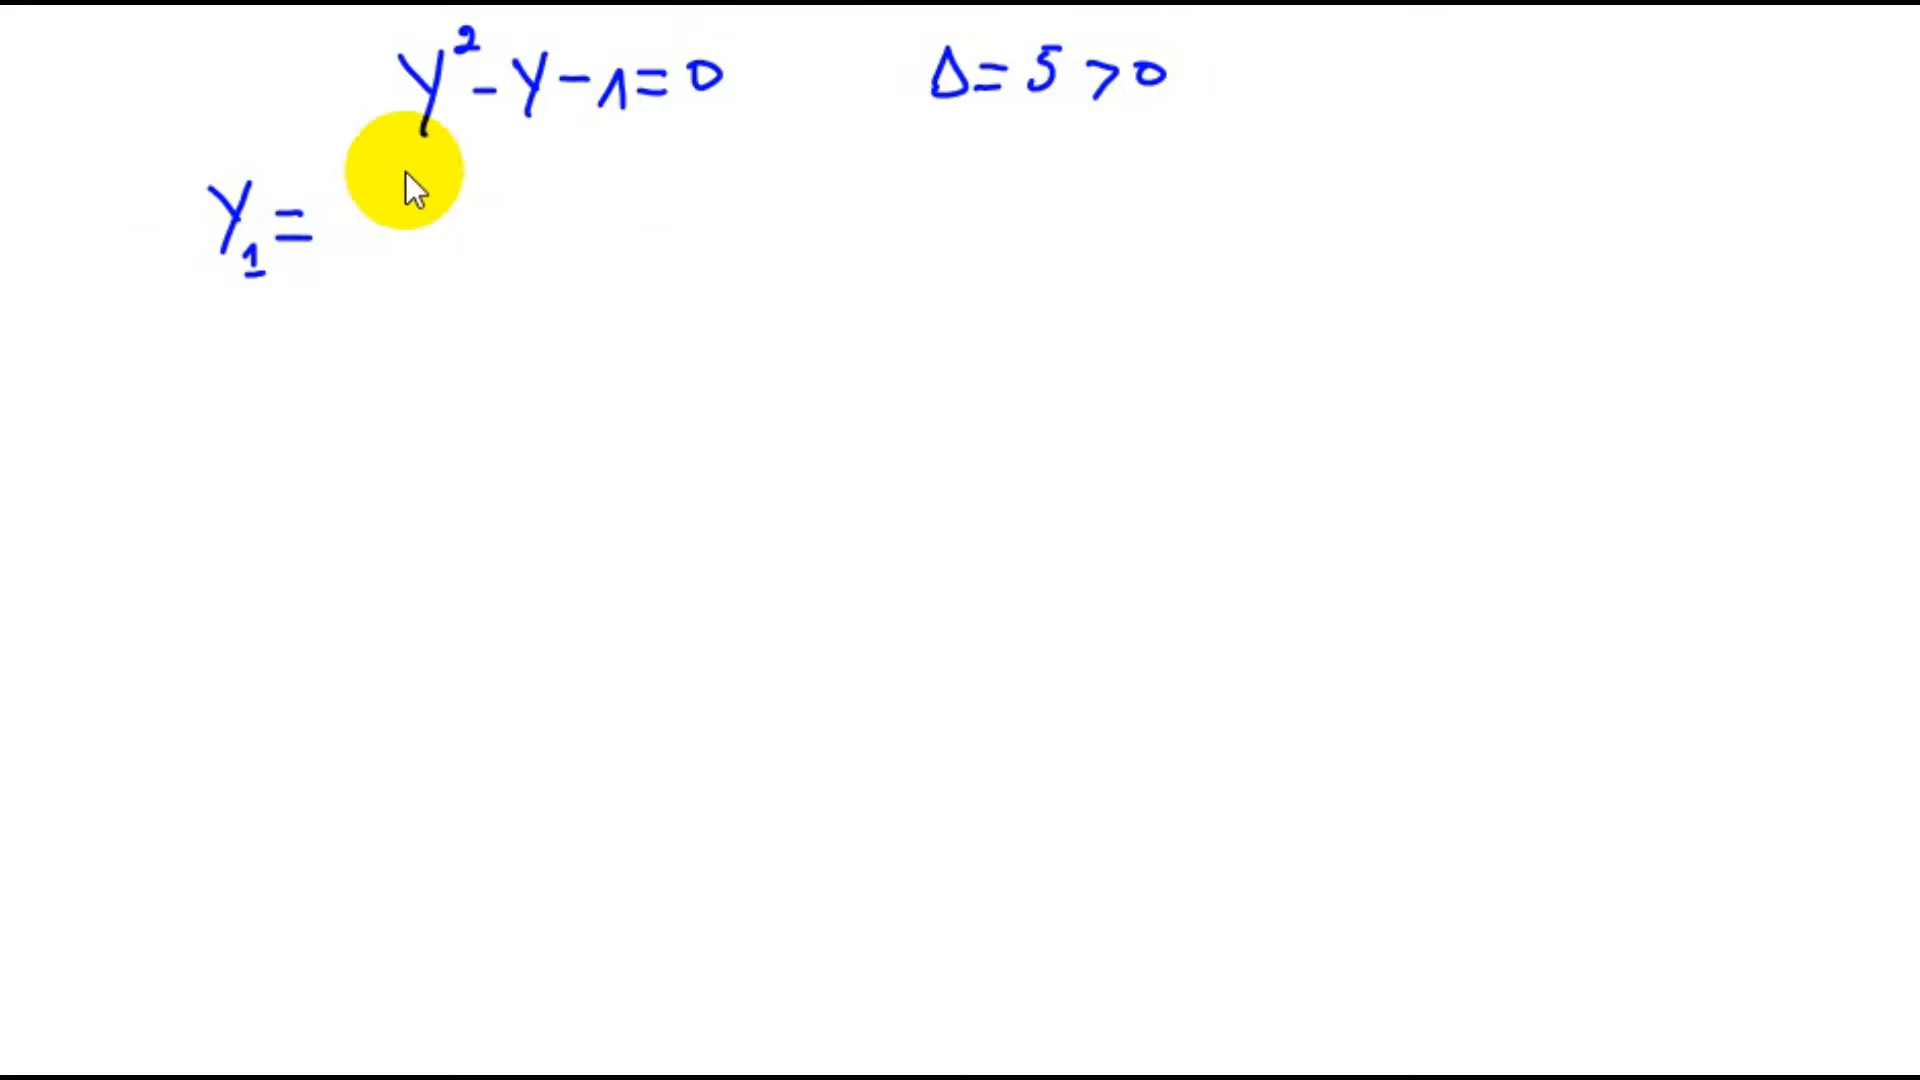 y² - y - 1 = 0    Δ = 5 > 0
y₁ =